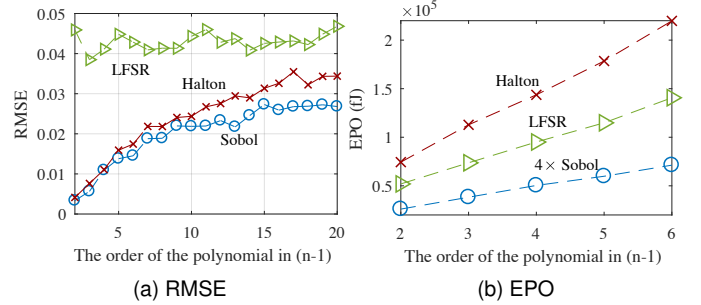 0.05
0.04
0.03
0.02
0.01
0
RMSE
LFSR
Halton
Sobol
5
10
15
20
The order of the polynomial in (n-1)
(a) RMSE
×10⁵
2
1.5
1
0.5
EPO (fJ)
Halton
LFSR
4× Sobol
2
3
4
5
6
The order of the polynomial in (n-1)
(b) EPO